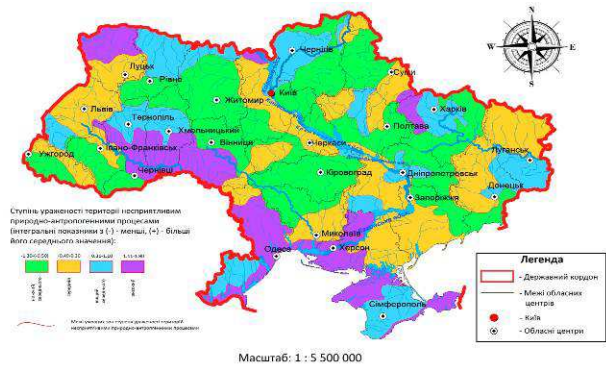 N
W
E
S
Чернігів
Луцьк
Рівне
Суми
Київ
Житомир
Львів
Харків
Тернопіль
Хмельницький
Полтава
Луганськ
Івано-Франківськ
Вінниця
Черкаси
Ужгород
Чернівці
Кіровоград
Дніпропетровськ
Донецьк
Запоріжжя
Миколаїв
Одеса
Херсон
Сімферополь
Ступінь ураженості території несприятливим
природно-антропогенними процесами
(інтегральні показники з (-) - менші, (+) - більші
його середнього значення):
Легенда
- Державний кордон
- Межі обласних
центрів
- Київ
- Обласні центри
Масштаб: 1 : 5 500 000